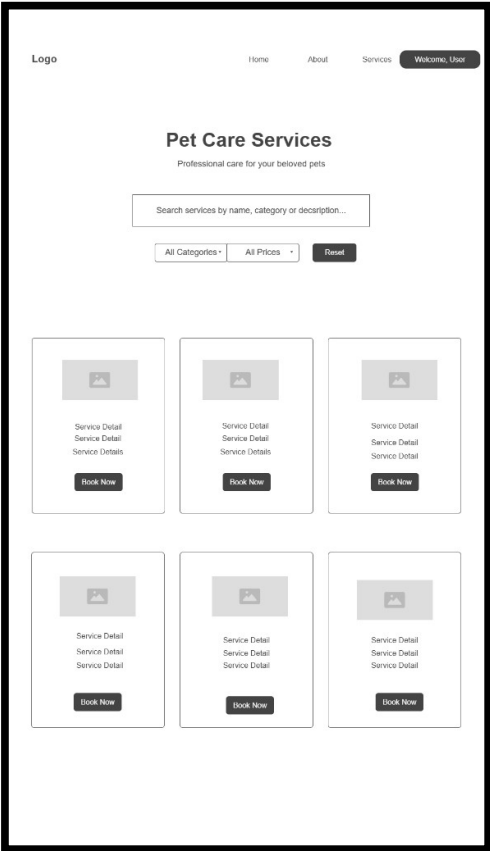 Logo
Home About Services Welcome, User
Pet Care Services
Professional care for your beloved pets
Search services by name, category or decsription...
All Categories All Prices Reset
Service Detail
Service Detail
Service Details
Book Now
Service Detail
Service Detail
Service Details
Book Now
Service Detail
Service Detail
Service Detail
Book Now
Service Detail
Service Detail
Service Detail
Book Now
Service Detail
Service Detail
Service Detail
Book Now
Service Detail
Service Detail
Service Detail
Book Now